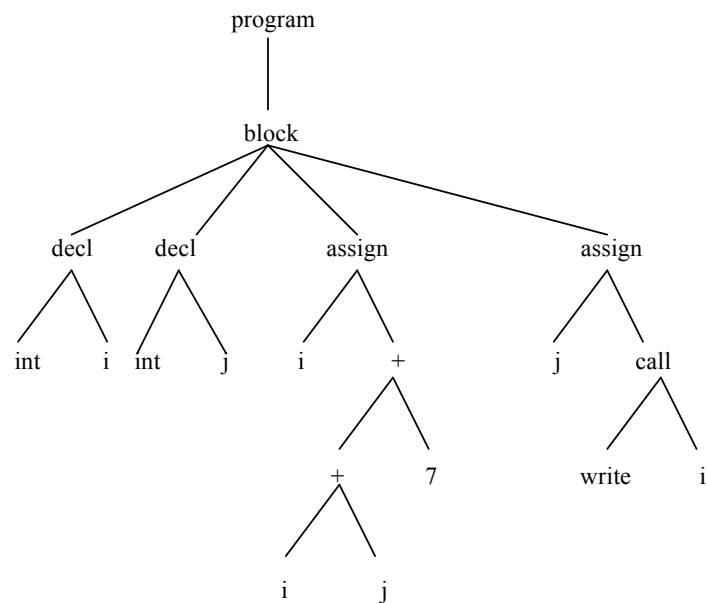 program
block
decl decl assign assign
int i int j i + j call
+ 7 write i
i j